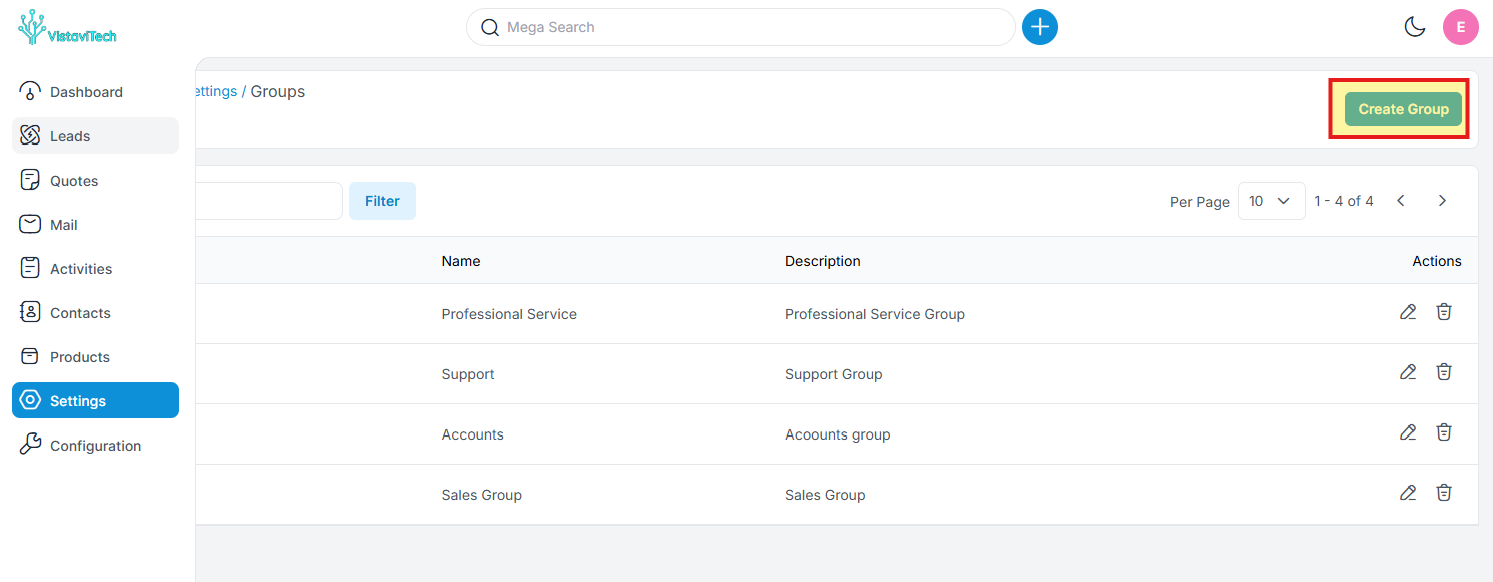 VistaviTech
Mega Search
E
Dashboard
Leads
Quotes
Mail
Activities
Contacts
Products
Settings
Configuration
ettings / Groups
Create Group
Filter
Per Page 10 1 - 4 of 4
Name Description Actions
Professional Service Professional Service Group
Support Support Group
Accounts Acoounts group
Sales Group Sales Group